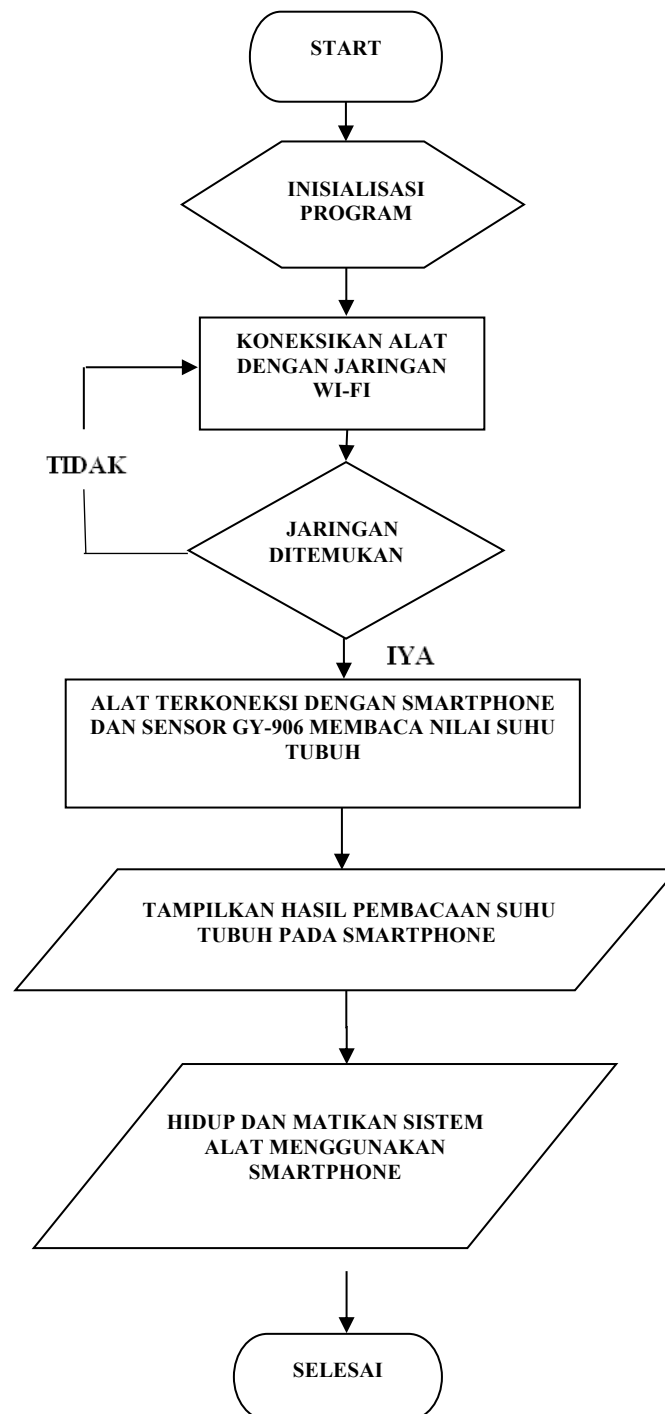 START
INISIALISASI
PROGRAM
KONEKSIKAN ALAT
DENGAN JARINGAN
WI-FI
TIDAK
JARINGAN
DITEMUKAN
IYA
ALAT TERKONEKSI DENGAN SMARTPHONE
DAN SENSOR GY-906 MEMBACA NILAI SUHU
TUBUH
TAMPILKAN HASIL PEMBACAAN SUHU
TUBUH PADA SMARTPHONE
HIDUP DAN MATIKAN SISTEM
ALAT MENGGUNAKAN
SMARTPHONE
SELESAI